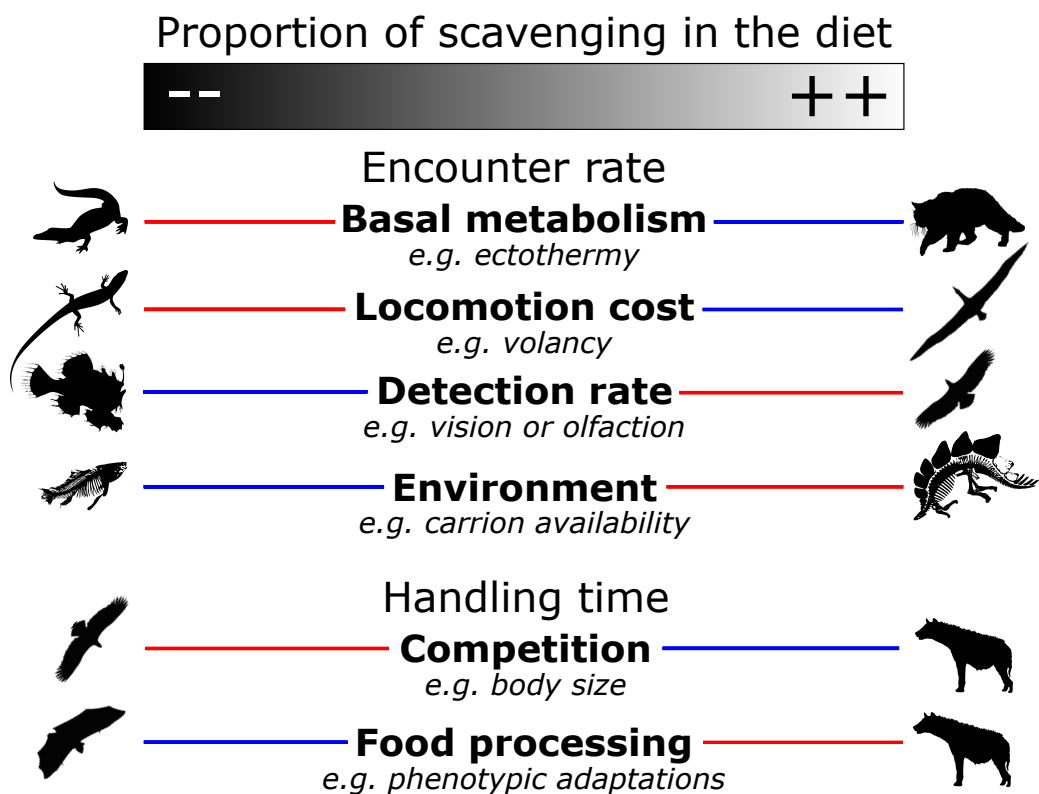 Proportion of scavenging in the diet
-- ++
Encounter rate
Basal metabolism
e.g. ectothermy
Locomotion cost
e.g. volancy
Detection rate
e.g. vision or olfaction
Environment
e.g. carrion availability
Handling time
Competition
e.g. body size
Food processing
e.g. phenotypic adaptations